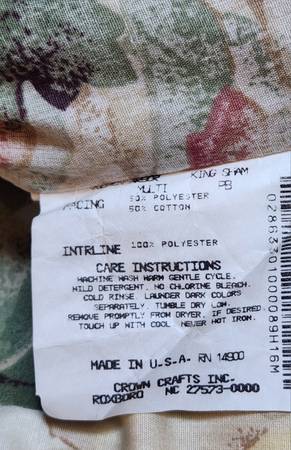 KING SHAM
MULTI PB
50% POLYESTER
FACING 50% COTTON
INTRLINE 100% POLYESTER
CARE INSTRUCTIONS
MACHINE WASH WARM GENTLE CYCLE.
MILD DETERGENT. NO CHLORINE BLEACH.
COLD RINSE. LAUNDER DARK COLORS
SEPARATELY. TUMBLE DRY LOW.
REMOVE PROMPTLY FROM DRYER. IF DESIRED
TOUCH UP WITH COOL NEVER HOT IRON.
MADE IN U.S.A. RN 14900
CROWN CRAFTS INC.
ROXBORO NC 27573-0000